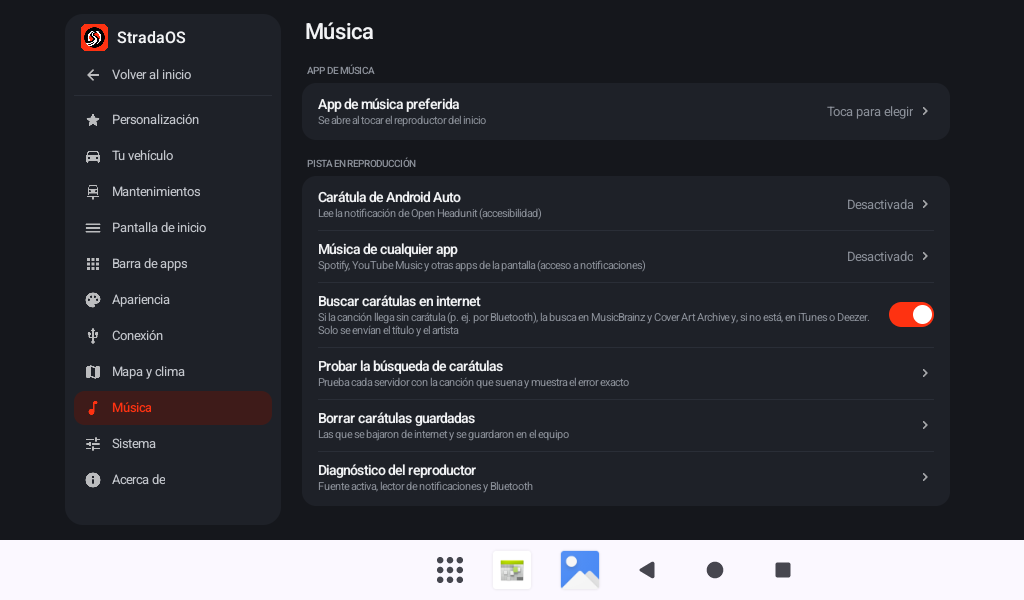 StradaOS
Volver al inicio
Personalización
Tu vehículo
Mantenimientos
Pantalla de inicio
Barra de apps
Apariencia
Conexión
Mapa y clima
Música
Sistema
Acerca de
Música
APP DE MÚSICA
App de música preferida
Se abre al tocar el reproductor del inicio
Toca para elegir
PISTA EN REPRODUCCIÓN
Carátula de Android Auto
Lee la notificación de Open Headunit (accesibilidad)
Desactivada
Música de cualquier app
Spotify, YouTube Music y otras apps de la pantalla (acceso a notificaciones)
Desactivado
Buscar carátulas en internet
Si la canción llega sin carátula (p. ej. por Bluetooth), la busca en MusicBrainz y Cover Art Archive y, si no está, en iTunes o Deezer.
Solo se envían el título y el artista
Probar la búsqueda de carátulas
Prueba cada servidor con la canción que suena y muestra el error exacto
Borrar carátulas guardadas
Las que se bajaron de internet y se guardaron en el equipo
Diagnóstico del reproductor
Fuente activa, lector de notificaciones y Bluetooth